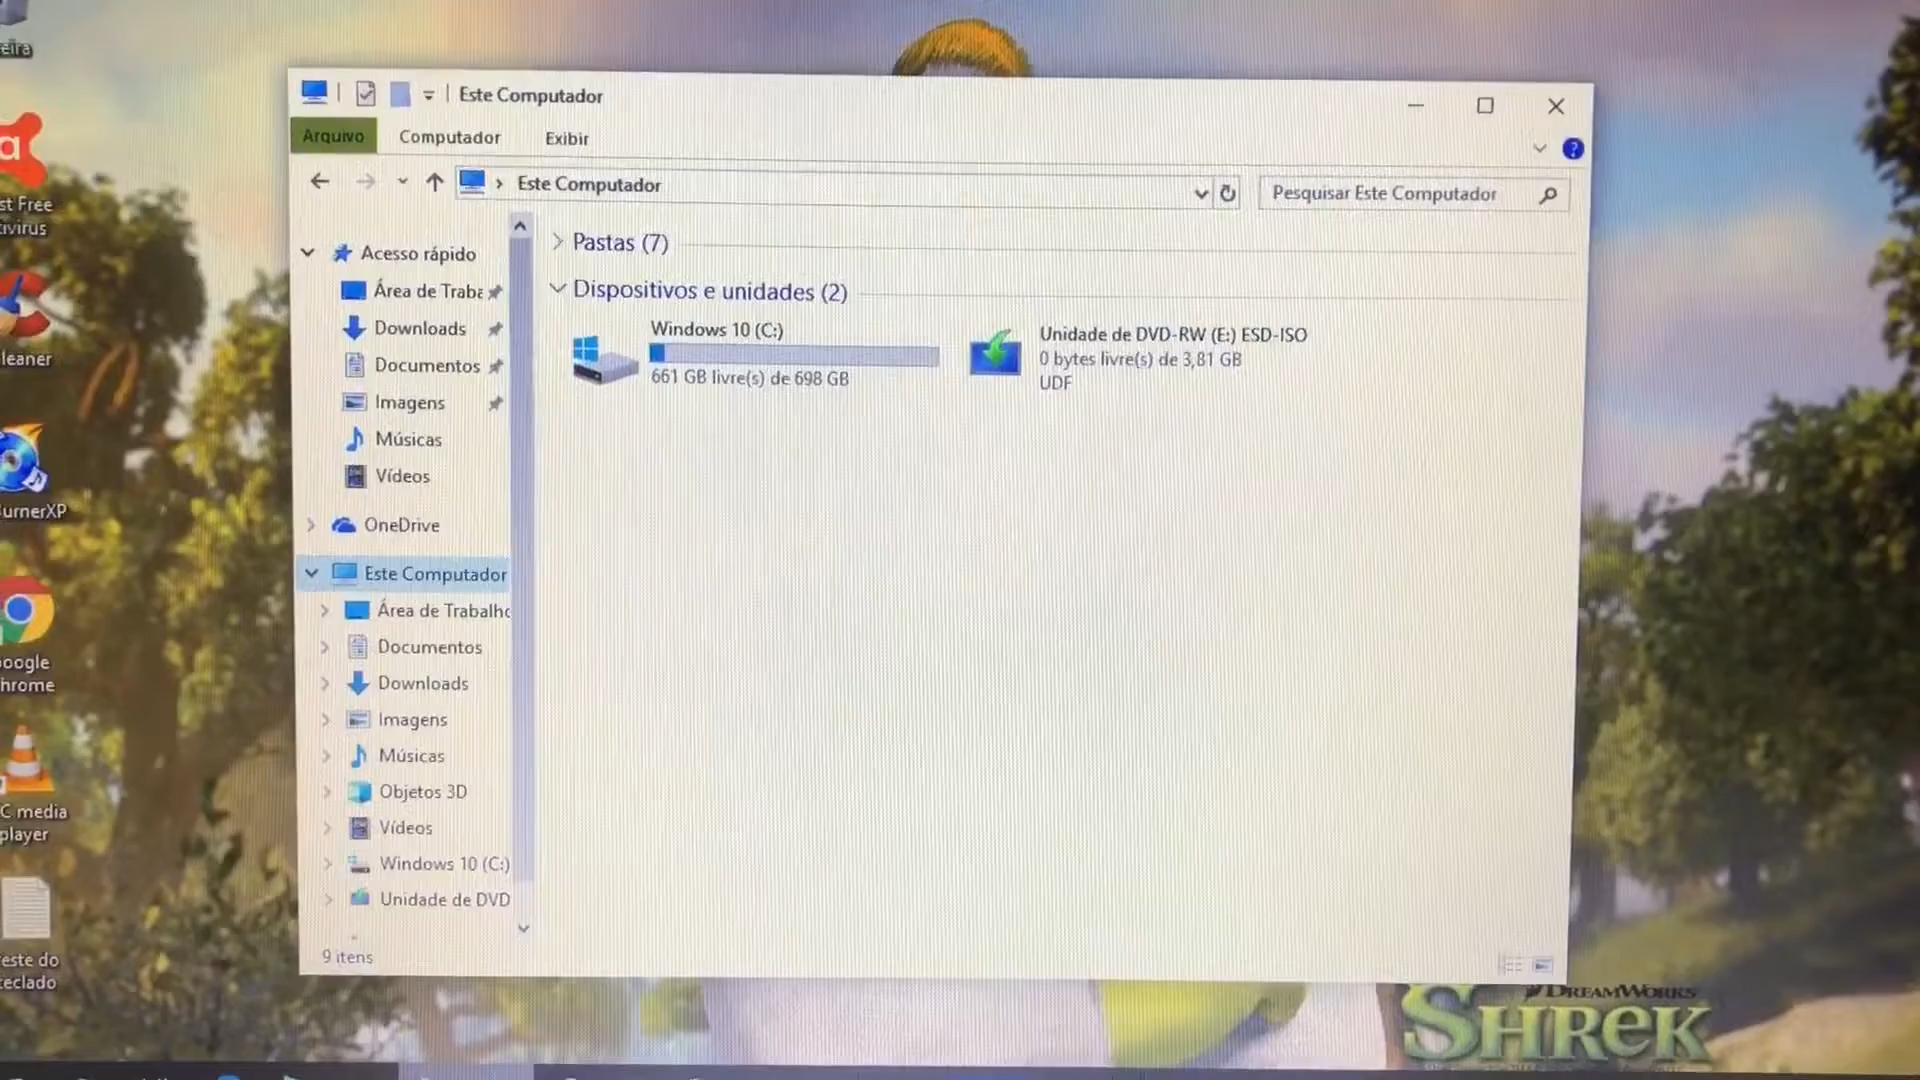 Este Computador
Arquivo
Computador
Exibir
Este Computador
Pesquisar Este Computador
Acesso rápido
Área de Traba
Downloads
Documentos
Imagens
Músicas
Vídeos
OneDrive
Este Computador
Área de Trabalho
Documentos
Downloads
Imagens
Músicas
Objetos 3D
Vídeos
Windows 10 (C:)
Unidade de DVD
9 itens
Pastas (7)
Dispositivos e unidades (2)
Windows 10 (C:)
661 GB livre(s) de 698 GB
Unidade de DVD-RW (E:) ESD-ISO
0 bytes livre(s) de 3,81 GB
UDF
eira
st Free
tivirus
leaner
urnerXP
oogle
hrome
C media
player
este do
teclado
DREAMWORKS
SHREK